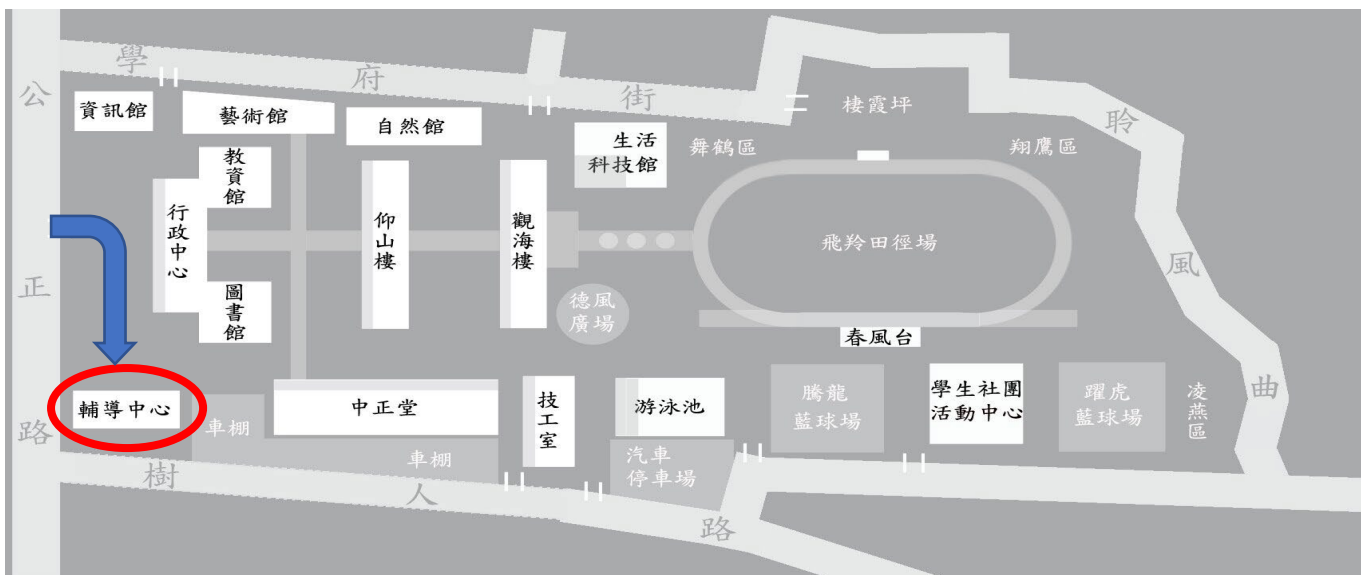 學府街
公正路
資訊館
藝術館
自然館
生活
科技館
棲霞坪
舞鶴區
翔鷹區
聆風曲
教資館
行政中心
仰山樓
觀海樓
飛羚田徑場
圖書館
德風
廣場
春風台
輔導中心
車棚
中正堂
技工室
游泳池
騰龍
藍球場
學生社團
活動中心
躍虎
藍球場
凌燕區
車棚
汽車
停車場
樹人路